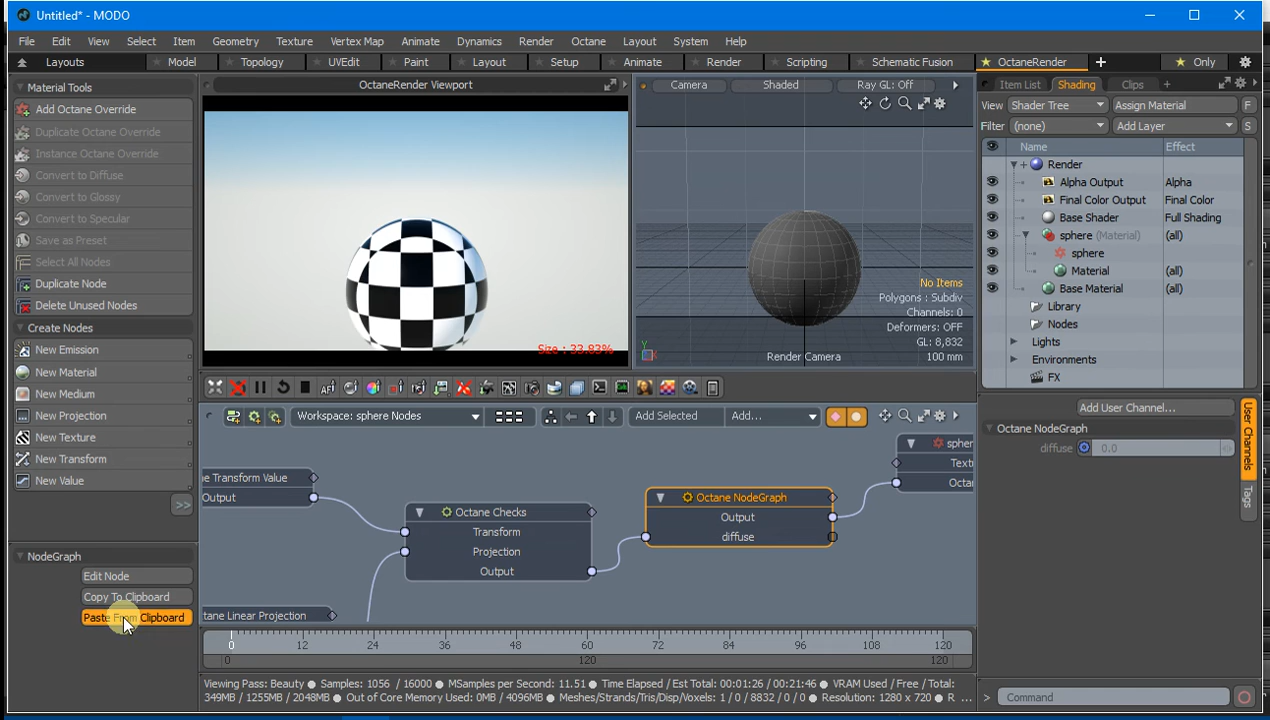 Untitled* - MODO
File Edit View Select Item Geometry Texture Vertex Map Animate Dynamics Render Octane Layout System Help
Layouts Model Topology UVEdit Paint Layout Setup Animate Render Scripting Schematic Fusion OctaneRender + Only
Material Tools
Add Octane Override
Duplicate Octane Override
Instance Octane Override
Convert to Diffuse
Convert to Glossy
Convert to Specular
Save as Preset
Select All Nodes
Duplicate Node
Delete Unused Nodes
Create Nodes
New Emission
New Material
New Medium
New Projection
New Texture
New Transform
New Value
>>
NodeGraph
Edit Node
Copy To Clipboard
Paste From Clipboard
OctaneRender Viewport
Size : 33.83%
Camera Shaded Ray GL: Off
No Items
Polygons : Subdiv
Channels: 0
Deformers: OFF
GL: 8,832
100 mm
Render Camera
Y
Workspace: sphere Nodes Add Selected Add...
e Transform Value
Output
Octane Checks
Transform
Projection
Output
tane Linear Projection
Octane NodeGraph
Output
diffuse
spher
Text
Octa
0 12 24 36 48 60 72 84 96 108 120
0 120 120
Viewing Pass: Beauty Samples: 1056 / 16000 MSamples per Second: 11.51 Time Elapsed / Est Total: 00:01:26 / 00:21:46 VRAM Used / Free / Total:
349MB / 1255MB / 2048MB Out of Core Memory Used: 0MB / 4096MB Meshes/Strands/Tris/Disp/Voxels: 1 / 0 / 8832 / 0 / 0 Resolution: 1280 x 720 R ...
Item List Shading Clips +
View Shader Tree Assign Material F
Filter (none) Add Layer S
Name Effect
Render
Alpha Output Alpha
Final Color Output Final Color
Base Shader Full Shading
sphere (Material) (all)
sphere
Material (all)
Base Material (all)
Library
Nodes
Lights
Environments
FX
Add User Channel...
Octane NodeGraph
diffuse 0.0
User Channels
Tags
> Command